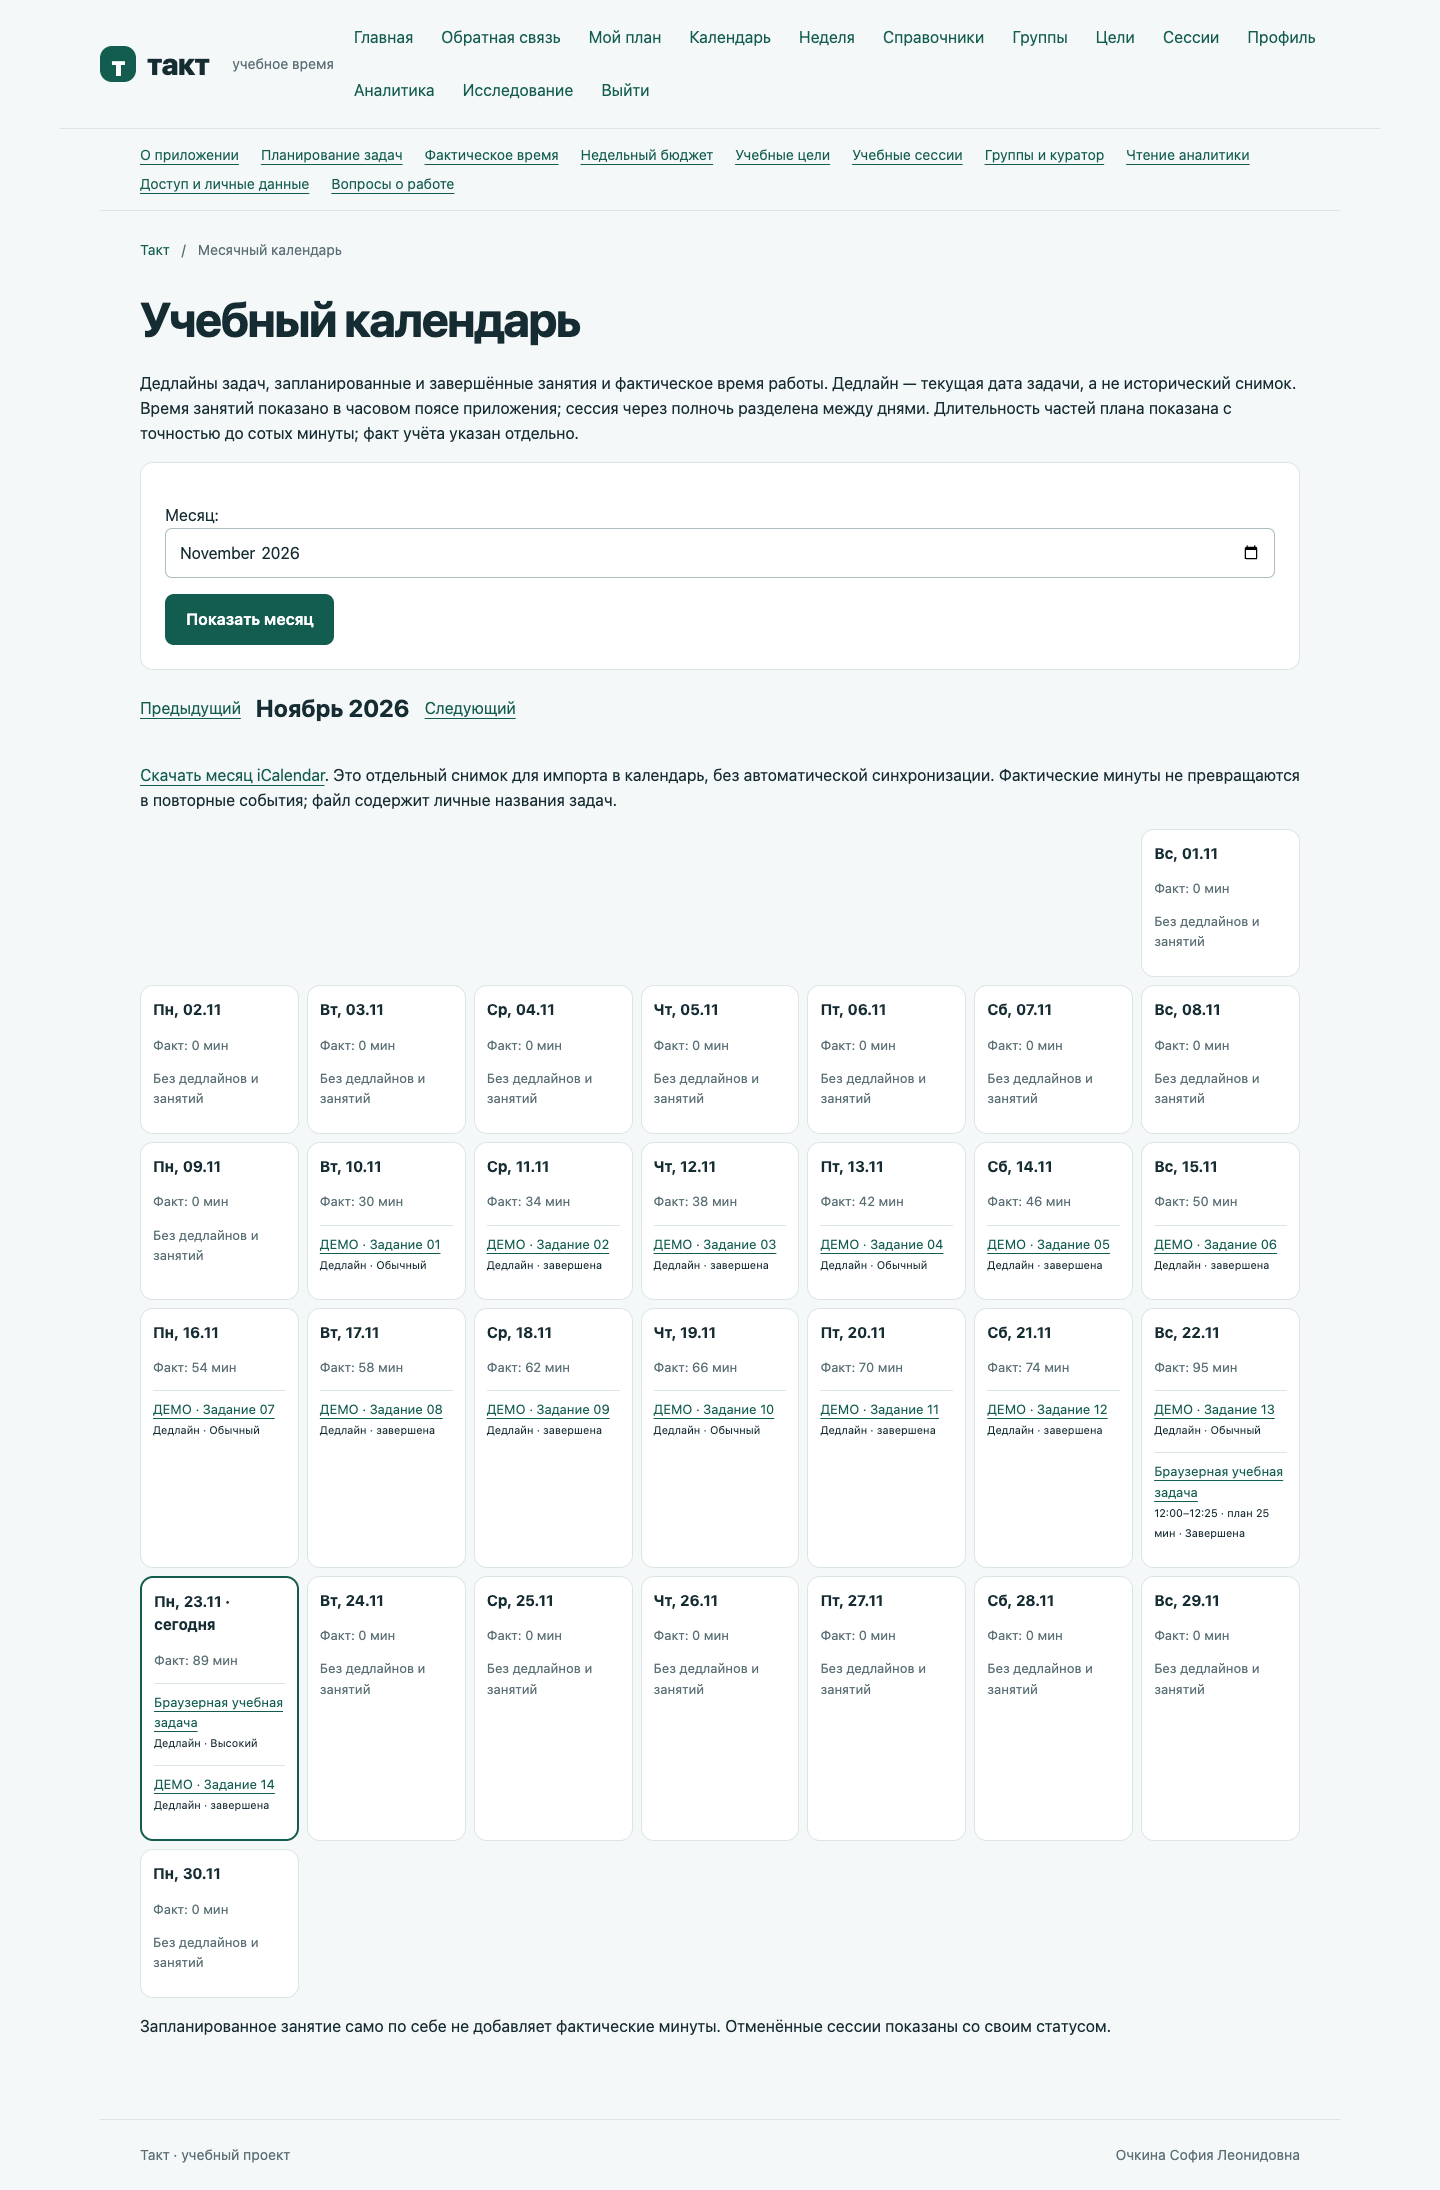 т такт учебное время
Главная Обратная связь Мой план Календарь Неделя Справочники Группы Цели Сессии Профиль
Аналитика Исследование Выйти
О приложении Планирование задач Фактическое время Недельный бюджет Учебные цели Учебные сессии Группы и куратор Чтение аналитики
Доступ и личные данные Вопросы о работе
Такт / Месячный календарь
Учебный календарь
Дедлайны задач, запланированные и завершённые занятия и фактическое время работы. Дедлайн — текущая дата задачи, а не исторический снимок.
Время занятий показано в часовом поясе приложения; сессия через полночь разделена между днями. Длительность частей плана показана с
точностью до сотых минуты; факт учёта указан отдельно.
Месяц:
November 2026
Показать месяц
Предыдущий Ноябрь 2026 Следующий
Скачать месяц iCalendar. Это отдельный снимок для импорта в календарь, без автоматической синхронизации. Фактические минуты не превращаются
в повторные события; файл содержит личные названия задач.
Вс, 01.11
Факт: 0 мин
Без дедлайнов и
занятий
Пн, 02.11
Факт: 0 мин
Без дедлайнов и
занятий
Вт, 03.11
Факт: 0 мин
Без дедлайнов и
занятий
Ср, 04.11
Факт: 0 мин
Без дедлайнов и
занятий
Чт, 05.11
Факт: 0 мин
Без дедлайнов и
занятий
Пт, 06.11
Факт: 0 мин
Без дедлайнов и
занятий
Сб, 07.11
Факт: 0 мин
Без дедлайнов и
занятий
Вс, 08.11
Факт: 0 мин
Без дедлайнов и
занятий
Пн, 09.11
Факт: 0 мин
Без дедлайнов и
занятий
Вт, 10.11
Факт: 30 мин
ДЕМО · Задание 01
Дедлайн · Обычный
Ср, 11.11
Факт: 34 мин
ДЕМО · Задание 02
Дедлайн · завершена
Чт, 12.11
Факт: 38 мин
ДЕМО · Задание 03
Дедлайн · завершена
Пт, 13.11
Факт: 42 мин
ДЕМО · Задание 04
Дедлайн · Обычный
Сб, 14.11
Факт: 46 мин
ДЕМО · Задание 05
Дедлайн · завершена
Вс, 15.11
Факт: 50 мин
ДЕМО · Задание 06
Дедлайн · завершена
Пн, 16.11
Факт: 54 мин
ДЕМО · Задание 07
Дедлайн · Обычный
Вт, 17.11
Факт: 58 мин
ДЕМО · Задание 08
Дедлайн · завершена
Ср, 18.11
Факт: 62 мин
ДЕМО · Задание 09
Дедлайн · завершена
Чт, 19.11
Факт: 66 мин
ДЕМО · Задание 10
Дедлайн · Обычный
Пт, 20.11
Факт: 70 мин
ДЕМО · Задание 11
Дедлайн · завершена
Сб, 21.11
Факт: 74 мин
ДЕМО · Задание 12
Дедлайн · завершена
Вс, 22.11
Факт: 95 мин
ДЕМО · Задание 13
Дедлайн · Обычный
Браузерная учебная
задача
12:00–12:25 · план 25
мин · Завершена
Пн, 23.11 ·
сегодня
Факт: 89 мин
Браузерная учебная
задача
Дедлайн · Высокий
ДЕМО · Задание 14
Дедлайн · завершена
Вт, 24.11
Факт: 0 мин
Без дедлайнов и
занятий
Ср, 25.11
Факт: 0 мин
Без дедлайнов и
занятий
Чт, 26.11
Факт: 0 мин
Без дедлайнов и
занятий
Пт, 27.11
Факт: 0 мин
Без дедлайнов и
занятий
Сб, 28.11
Факт: 0 мин
Без дедлайнов и
занятий
Вс, 29.11
Факт: 0 мин
Без дедлайнов и
занятий
Пн, 30.11
Факт: 0 мин
Без дедлайнов и
занятий
Запланированное занятие само по себе не добавляет фактические минуты. Отменённые сессии показаны со своим статусом.
Такт · учебный проект Очкина София Леонидовна